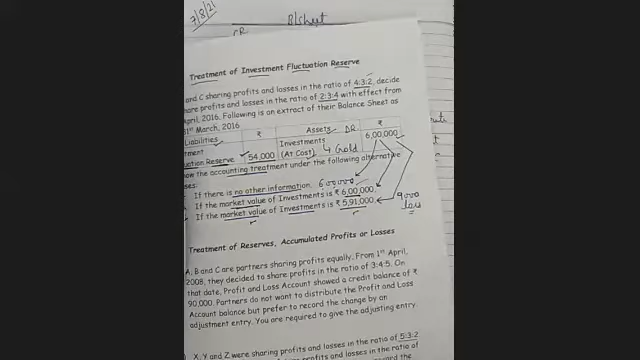 7/8/21
B/Sheet
CR
Treatment of Investment Fluctuation Reserve
and C sharing profits and losses in the ratio of 4:3:2, decide
are profits and losses in the ratio of 2:3:4 with effect from
April, 2016. Following is an extract of their Balance Sheet as
31st March, 2016
Liabilities ₹ Assets DR ₹
tment Investments 6,00,000
tuation Reserve 54,000 (At Cost) 4 Gold
how the accounting treatment under the following alternative
ses:
If there is no other information. 600000
If the market value of Investments is ₹ 6,00,000.
If the market value of Investments is ₹ 5,91,000. 9000
loss
Treatment of Reserves, Accumulated Profits or Losses
A, B and C are partners sharing profits equally. From 1st April,
2008, they decided to share profits in the ratio of 3:4:5. On
that date, Profit and Loss Account showed a credit balance of ₹
90,000. Partners do not want to distribute the Profit and Loss
Account balance but prefer to record the change by an
adjustment entry. You are required to give the adjusting entry.
X, Y and Z were sharing profits and losses in the ratio of 5:3:2